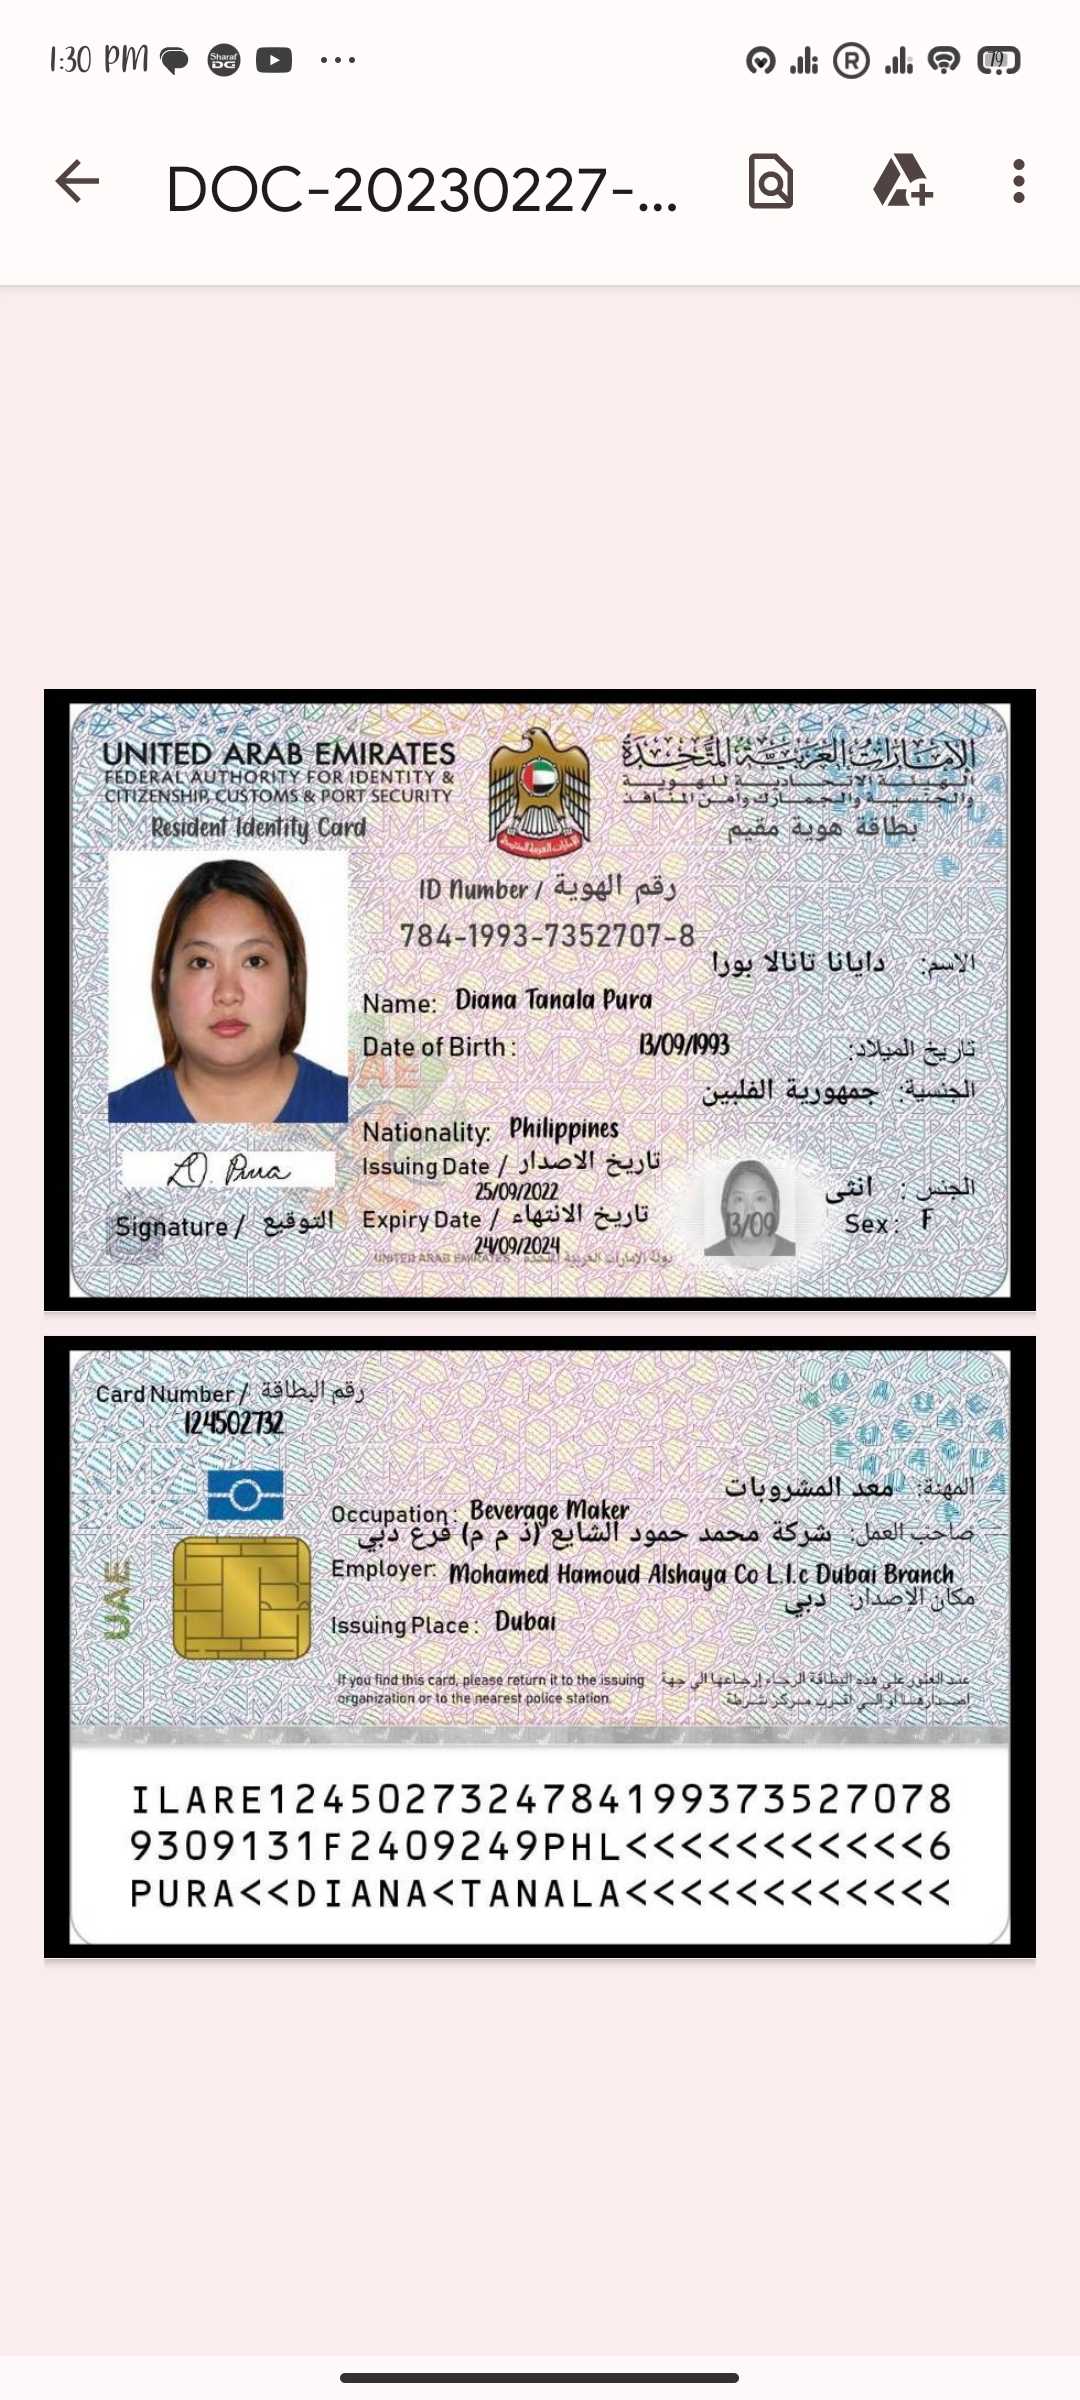 1:30 PM
Sharaf DG
R
79
DOC-20230227-...
UNITED ARAB EMIRATES
FEDERAL AUTHORITY FOR IDENTITY &
CITIZENSHIP, CUSTOMS & PORT SECURITY
Resident Identity Card
الإمارات العربية المتحدة
الهيئة الاتحادية للهوية
والجنسية والجمارك وأمن المنافذ
بطاقة هوية مقيم
ID Number / رقم الهوية
784-1993-7352707-8
الاسم: دايانا تانالا بورا
Name: Diana Tanala Pura
Date of Birth : 13/09/1993 تاريخ الميلاد:
الجنسية: جمهورية الفلبين
Nationality: Philippines
Issuing Date / تاريخ الاصدار
25/09/2022
Expiry Date / تاريخ الانتهاء
24/09/2024
الجنس : انثى
Sex : F
13/09
D. Pura
Signature / التوقيع
UAE
UNITED ARAB EMIRATES دولة الإمارات العربية المتحدة
Card Number / رقم البطاقة
124502732
المهنة: معد المشروبات
Occupation : Beverage Maker
صاحب العمل: شركة محمد حمود الشايع (ذ م م) فرع دبي
Employer: Mohamed Hamoud Alshaya Co L.l.c Dubai Branch
مكان الإصدار: دبي
Issuing Place : Dubai
UAE
If you find this card, please return it to the issuing
organization or to the nearest police station
عند العثور على هذه البطاقة الرجاء إرجاعها الى جهة
اصدارها أو الى أقرب مركز شرطة
ILARE1245027324784199373527078
9309131F2409249PHL<<<<<<<<<<<6
PURA<<DIANA<TANALA<<<<<<<<<<<<